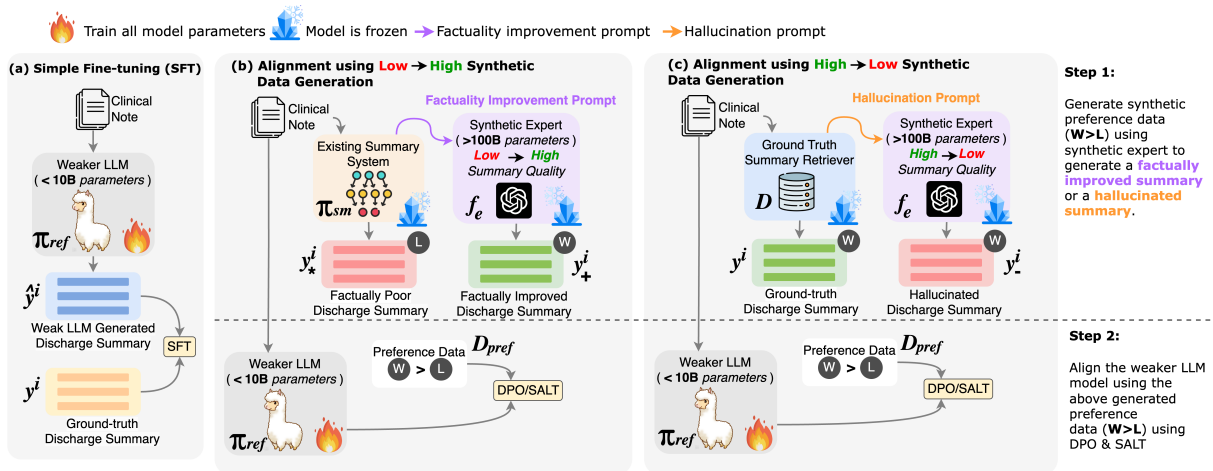 Train all model parameters
Model is frozen
Factuality improvement prompt
Hallucination prompt
(a) Simple Fine-tuning (SFT)
Clinical
Note
Weaker LLM
(< 10B parameters)
πref
ŷⁱ
Weak LLM Generated
Discharge Summary
SFT
yⁱ
Ground-truth
Discharge Summary
(b) Alignment using Low → High Synthetic
Data Generation
Clinical
Note
Factuality Improvement Prompt
Existing Summary
System
πsm
Synthetic Expert
(>100B parameters)
Low → High
Summary Quality
fe
L
y*ⁱ
Factually Poor
Discharge Summary
W
y+ⁱ
Factually Improved
Discharge Summary
Weaker LLM
(< 10B parameters)
πref
Preference Data
W > L
Dpref
DPO/SALT
(c) Alignment using High → Low Synthetic
Data Generation
Clinical
Note
Hallucination Prompt
Ground Truth
Summary Retriever
D
Synthetic Expert
(>100B parameters)
High → Low
Summary Quality
fe
W
yⁱ
Ground-truth
Discharge Summary
W
y-ⁱ
Hallucinated
Discharge Summary
Weaker LLM
(< 10B parameters)
πref
Preference Data
W > L
Dpref
DPO/SALT
Step 1:
Generate synthetic
preference data
(W>L) using
synthetic expert to
generate a factually
improved summary
or a hallucinated
summary.
Step 2:
Align the weaker LLM
model using the
above generated
preference
data (W>L) using
DPO & SALT